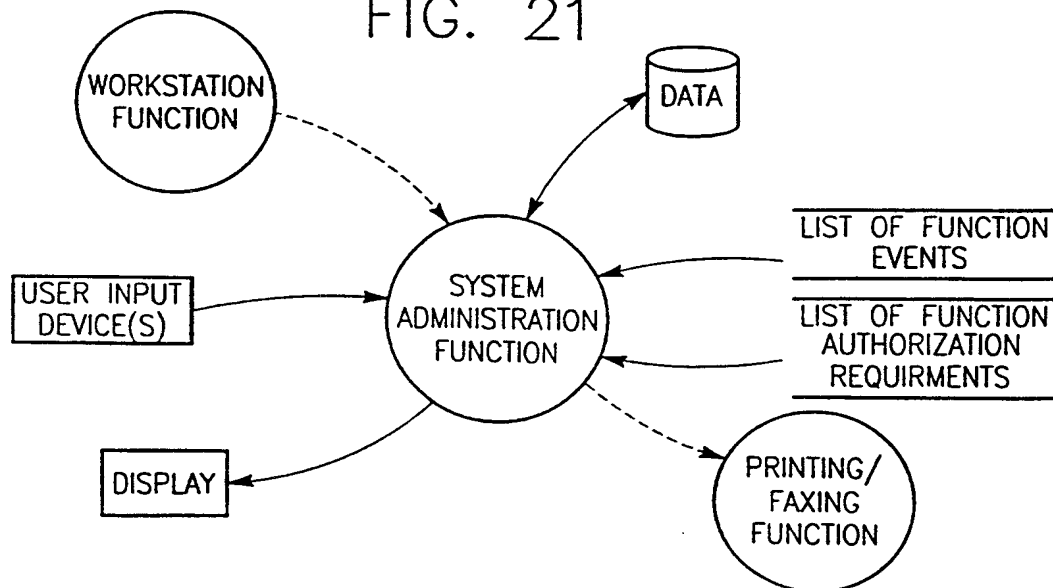 FIG. 21
WORKSTATION
FUNCTION
DATA
LIST OF FUNCTION
EVENTS
USER INPUT
DEVICE(S)
SYSTEM
ADMINISTRATION
FUNCTION
LIST OF FUNCTION
AUTHORIZATION
REQUIRMENTS
DISPLAY
PRINTING/
FAXING
FUNCTION